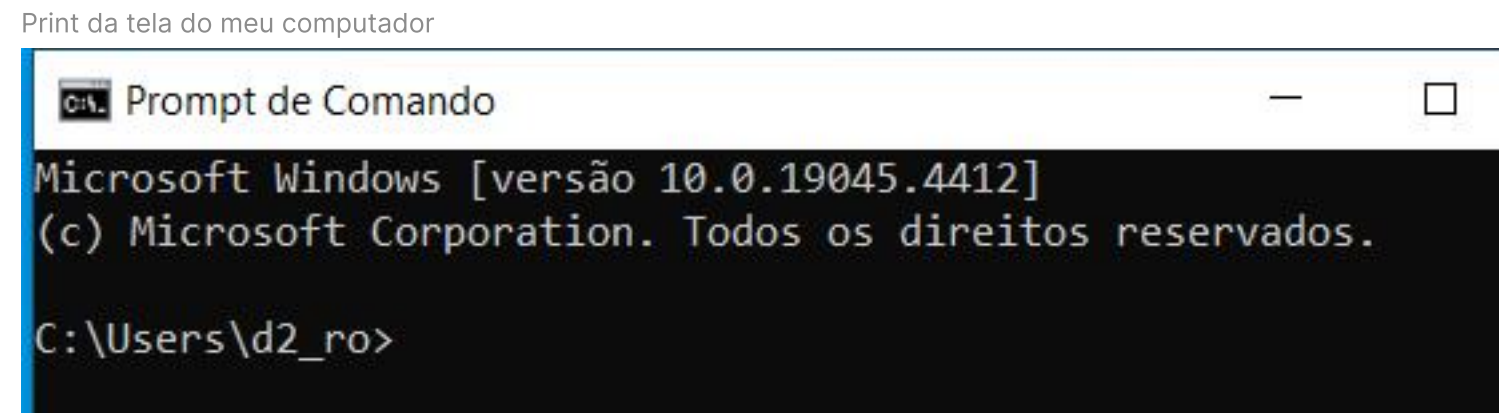 Print da tela do meu computador
C:\. Prompt de Comando
Microsoft Windows [versão 10.0.19045.4412]
(c) Microsoft Corporation. Todos os direitos reservados.
C:\Users\d2_ro>